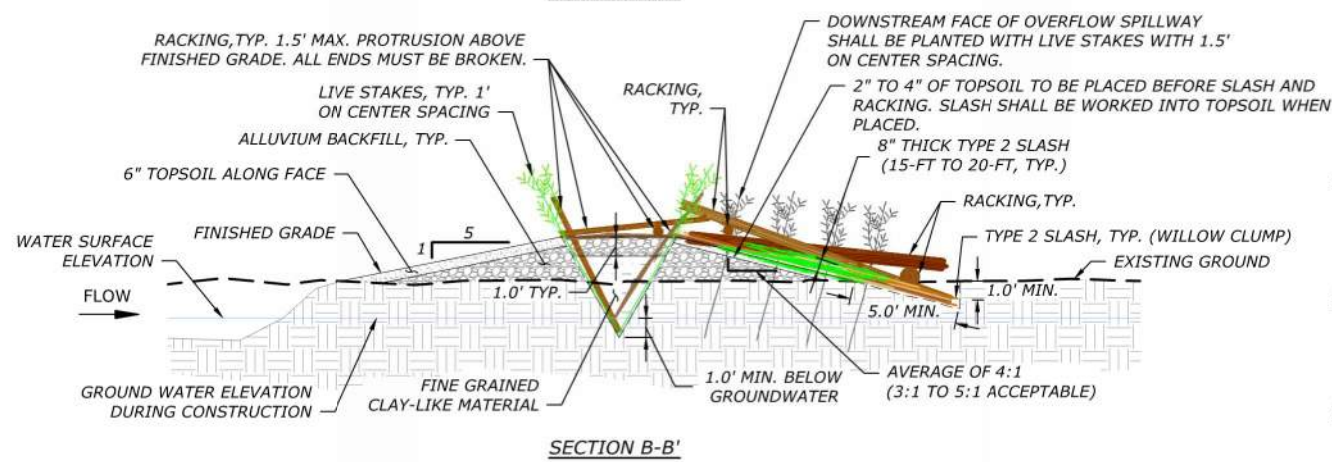 RACKING,TYP. 1.5' MAX. PROTRUSION ABOVE
FINISHED GRADE. ALL ENDS MUST BE BROKEN.
LIVE STAKES, TYP. 1'
ON CENTER SPACING
ALLUVIUM BACKFILL, TYP.
6" TOPSOIL ALONG FACE
FINISHED GRADE
WATER SURFACE
ELEVATION
FLOW
1
5
RACKING,
TYP.
DOWNSTREAM FACE OF OVERFLOW SPILLWAY
SHALL BE PLANTED WITH LIVE STAKES WITH 1.5'
ON CENTER SPACING.
2" TO 4" OF TOPSOIL TO BE PLACED BEFORE SLASH AND
RACKING. SLASH SHALL BE WORKED INTO TOPSOIL WHEN
PLACED.
8" THICK TYPE 2 SLASH
(15-FT TO 20-FT, TYP.)
RACKING,TYP.
TYPE 2 SLASH, TYP. (WILLOW CLUMP)
EXISTING GROUND
1.0' TYP.
1.0' MIN.
5.0' MIN.
GROUND WATER ELEVATION
DURING CONSTRUCTION
FINE GRAINED
CLAY-LIKE MATERIAL
1.0' MIN. BELOW
GROUNDWATER
AVERAGE OF 4:1
(3:1 TO 5:1 ACCEPTABLE)
SECTION B-B'